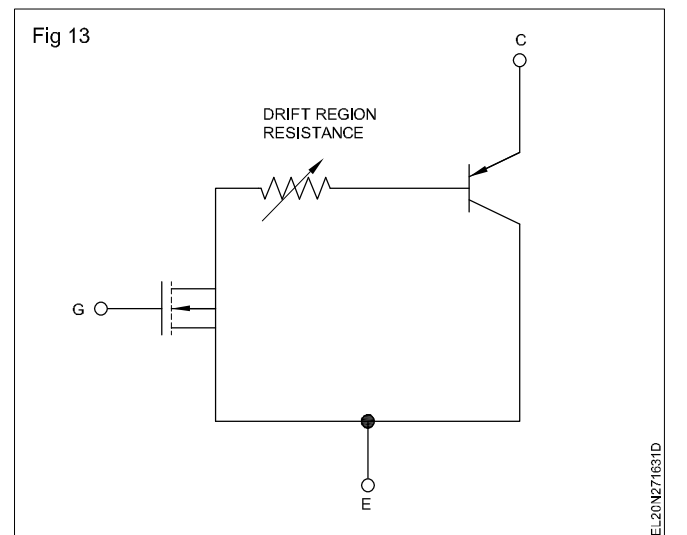 Fig 13
C
DRIFT REGION
RESISTANCE
G
E
EL20N271631D